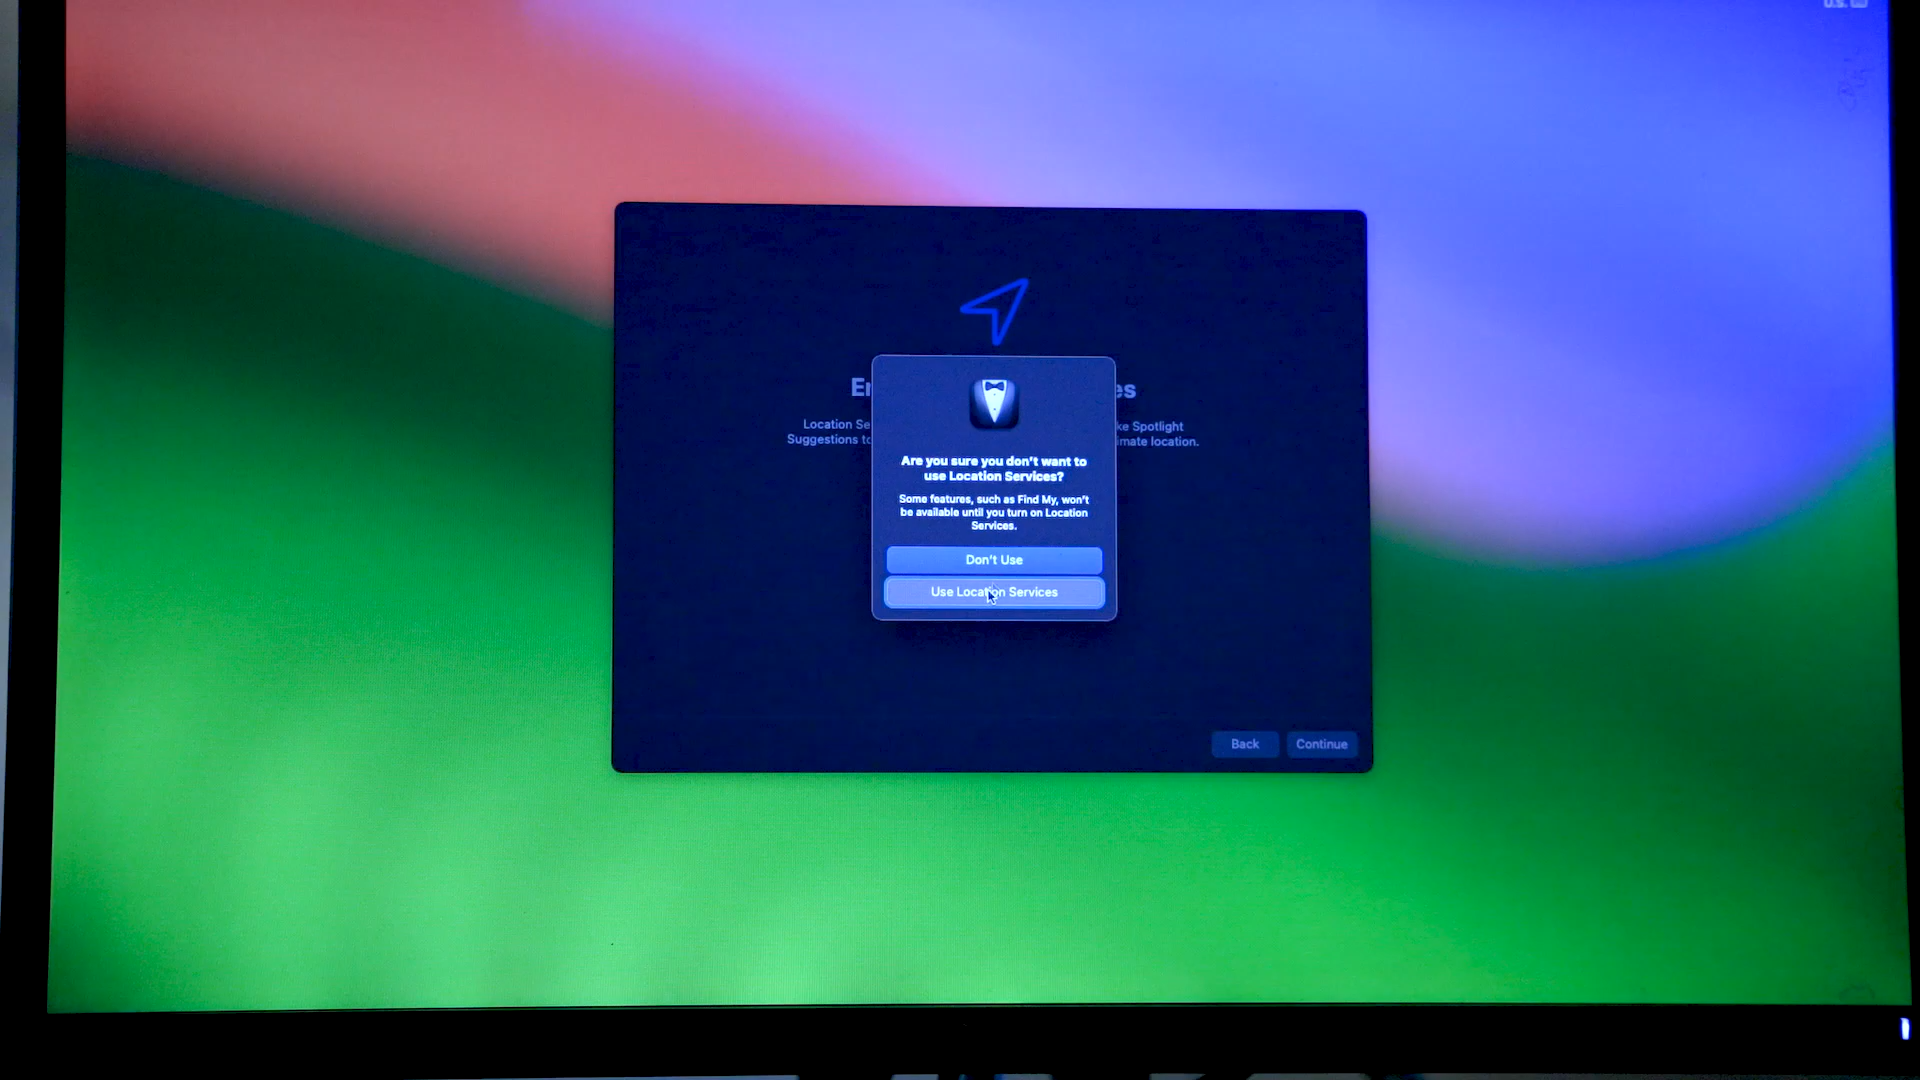 U.S.
Location Se
ke Spotlight
Suggestions to
imate location.
Are you sure you don't want to
use Location Services?
Some features, such as Find My, won't
be available until you turn on Location
Services.
Don't Use
Use Location Services
Back
Continue